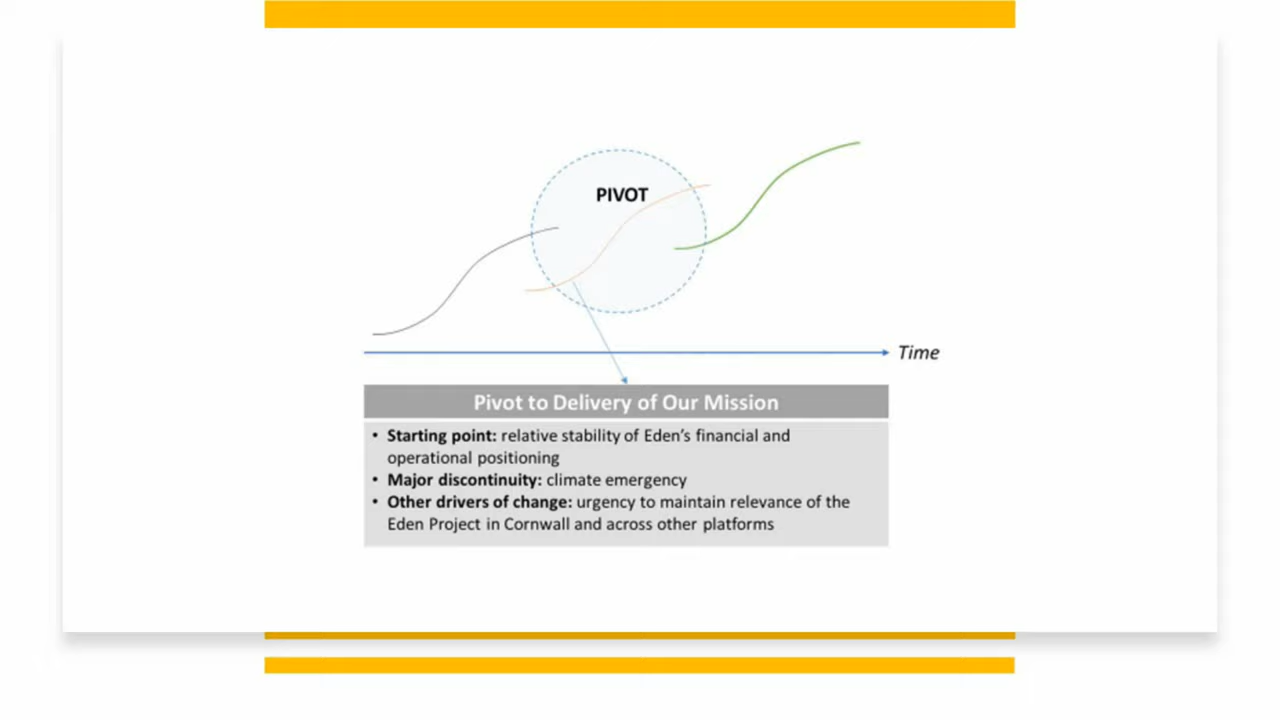 PIVOT
Time
Pivot to Delivery of Our Mission
• Starting point: relative stability of Eden's financial and
operational positioning
• Major discontinuity: climate emergency
• Other drivers of change: urgency to maintain relevance of the
Eden Project in Cornwall and across other platforms